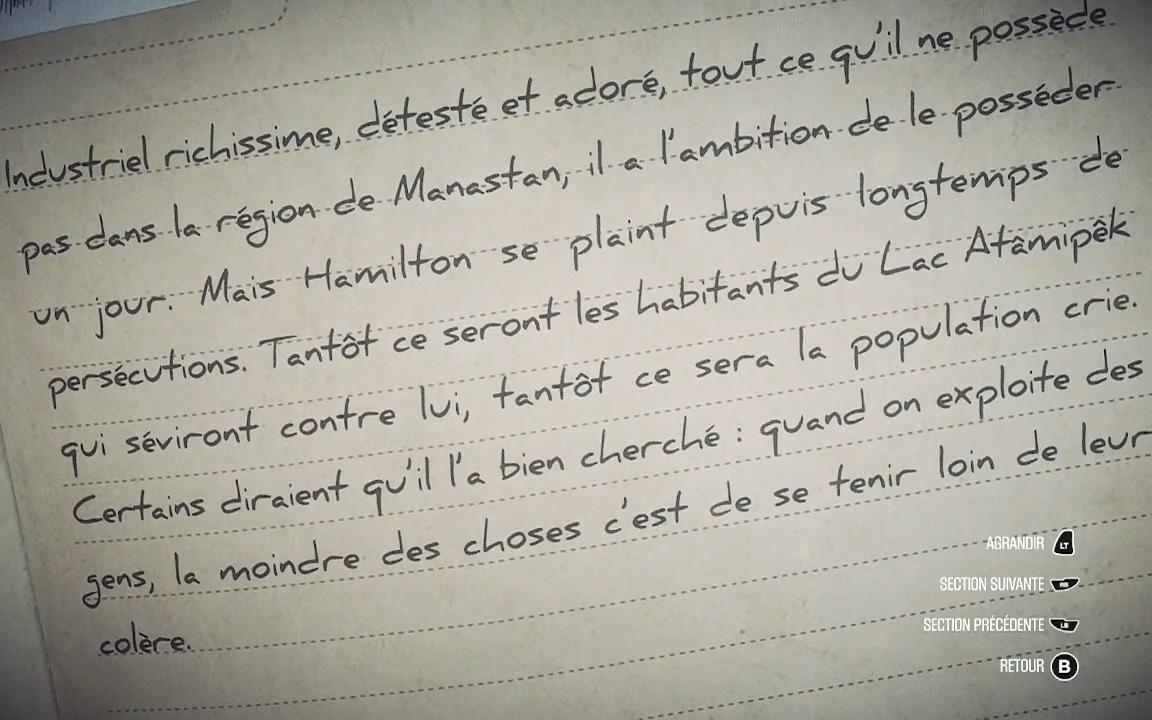 Industriel richissime, détesté et adoré, tout ce qu'il ne possède
pas dans la région de Manastan, il a l'ambition de le posséder
un jour. Mais Hamilton se plaint depuis longtemps de
persécutions. Tantôt ce seront les habitants du Lac Atâmipêk
qui séviront contre lui, tantôt ce sera la population crie.
Certains diraient qu'il l'a bien cherché : quand on exploite des
gens, la moindre des choses c'est de se tenir loin de leur
colère.
AGRANDIR LT
SECTION SUIVANTE RB
SECTION PRÉCÉDENTE LB
RETOUR B